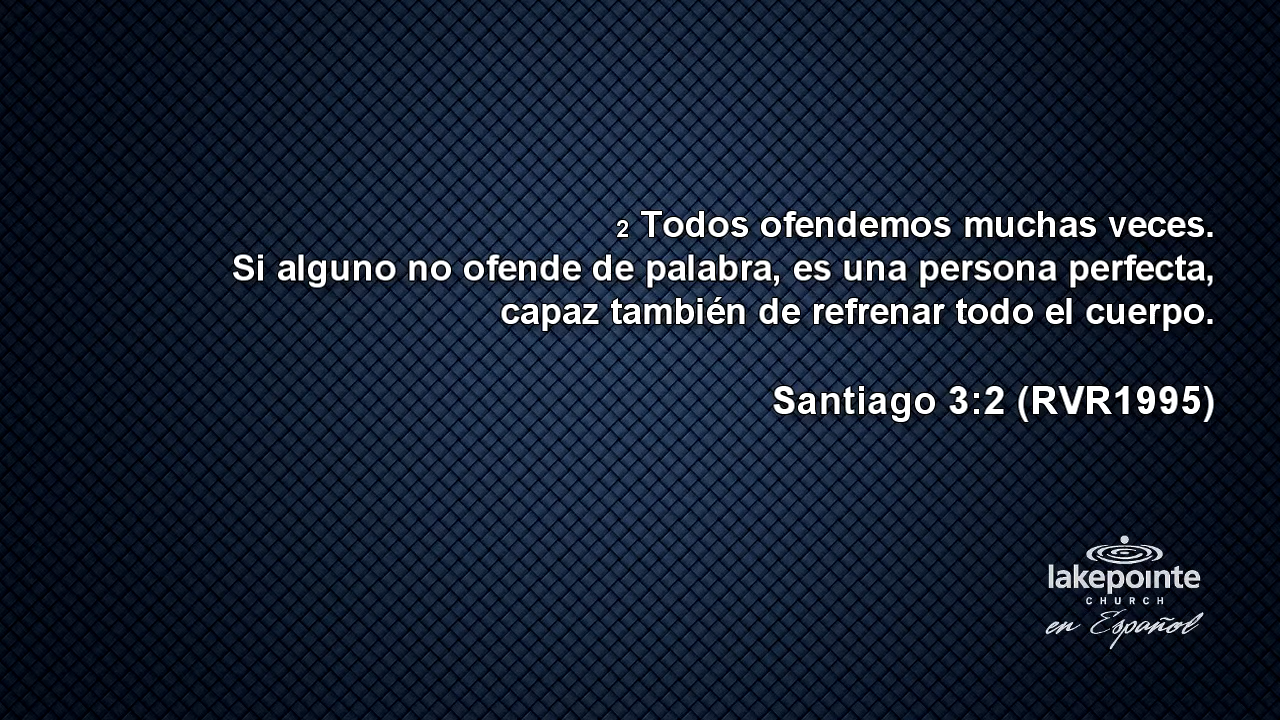 2 Todos ofendemos muchas veces.
Si alguno no ofende de palabra, es una persona perfecta,
capaz también de refrenar todo el cuerpo.
Santiago 3:2 (RVR1995)
lakepointe
CHURCH
en Español